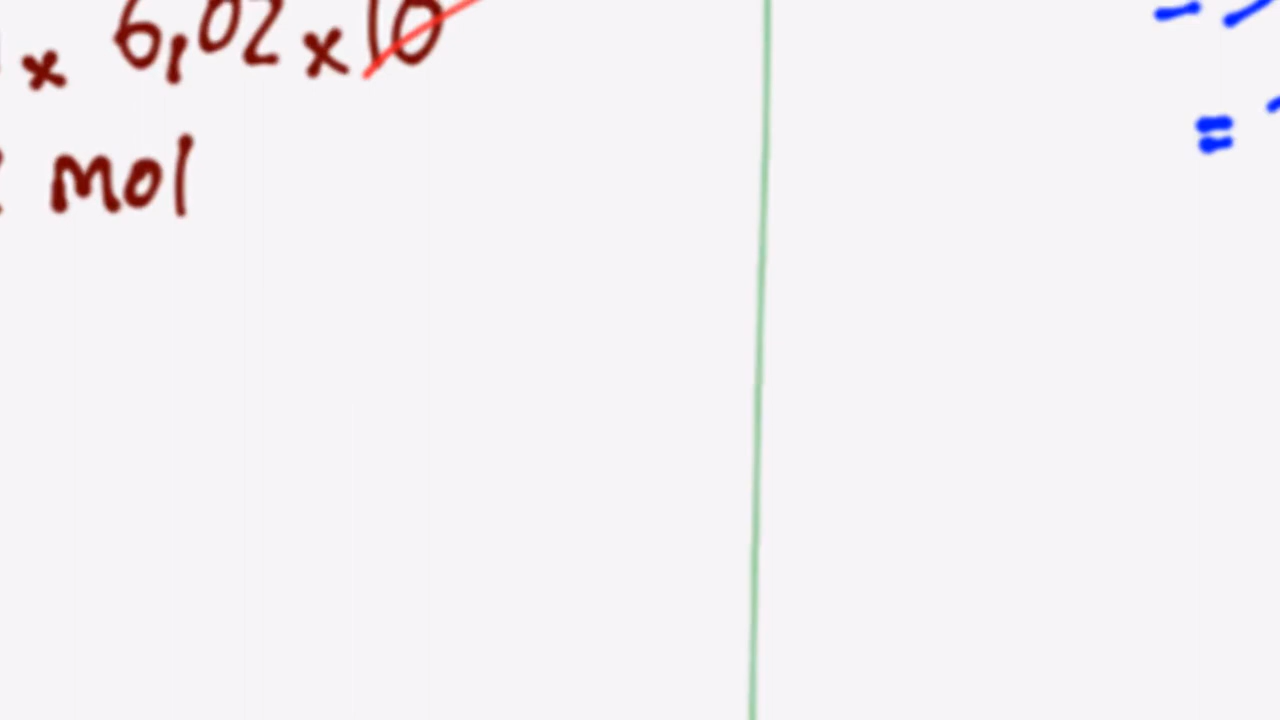 x 6,02 x 10
mol
=